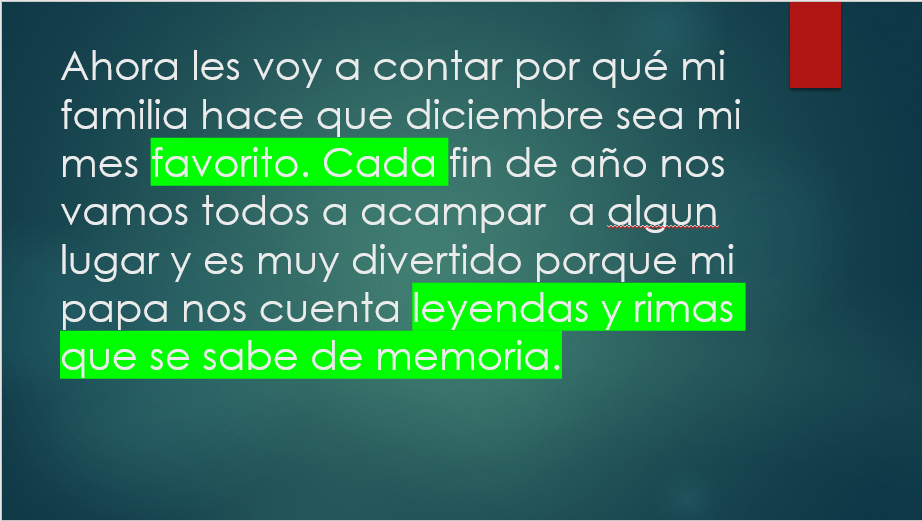 Ahora les voy a contar por qué mi
familia hace que diciembre sea mi
mes favorito. Cada fin de año nos
vamos todos a acampar  a algun
lugar y es muy divertido porque mi
papa nos cuenta leyendas y rimas
que se sabe de memoria.